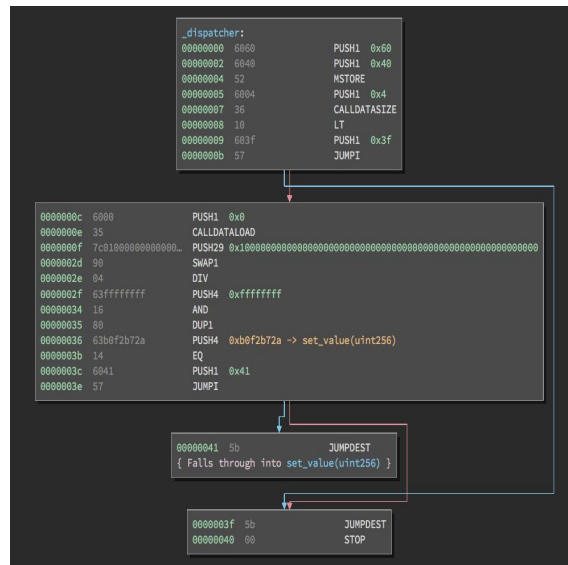 _dispatcher:
00000000 6060 PUSH1 0x60
00000002 6040 PUSH1 0x40
00000004 52 MSTORE
00000005 6004 PUSH1 0x4
00000007 36 CALLDATASIZE
00000008 10 LT
00000009 603f PUSH1 0x3f
0000000b 57 JUMPI
0000000c 6000 PUSH1 0x0
0000000e 35 CALLDATALOAD
0000000f 7c01000000000000… PUSH29 0x100000000000000000000000000000000000000000000000000000000
0000002d 90 SWAP1
0000002e 04 DIV
0000002f 63ffffffff PUSH4 0xffffffff
00000034 16 AND
00000035 80 DUP1
00000036 63b0f2b72a PUSH4 0xb0f2b72a -> set_value(uint256)
0000003b 14 EQ
0000003c 6041 PUSH1 0x41
0000003e 57 JUMPI
00000041 5b JUMPDEST
{ Falls through into set_value(uint256) }
0000003f 5b JUMPDEST
00000040 00 STOP